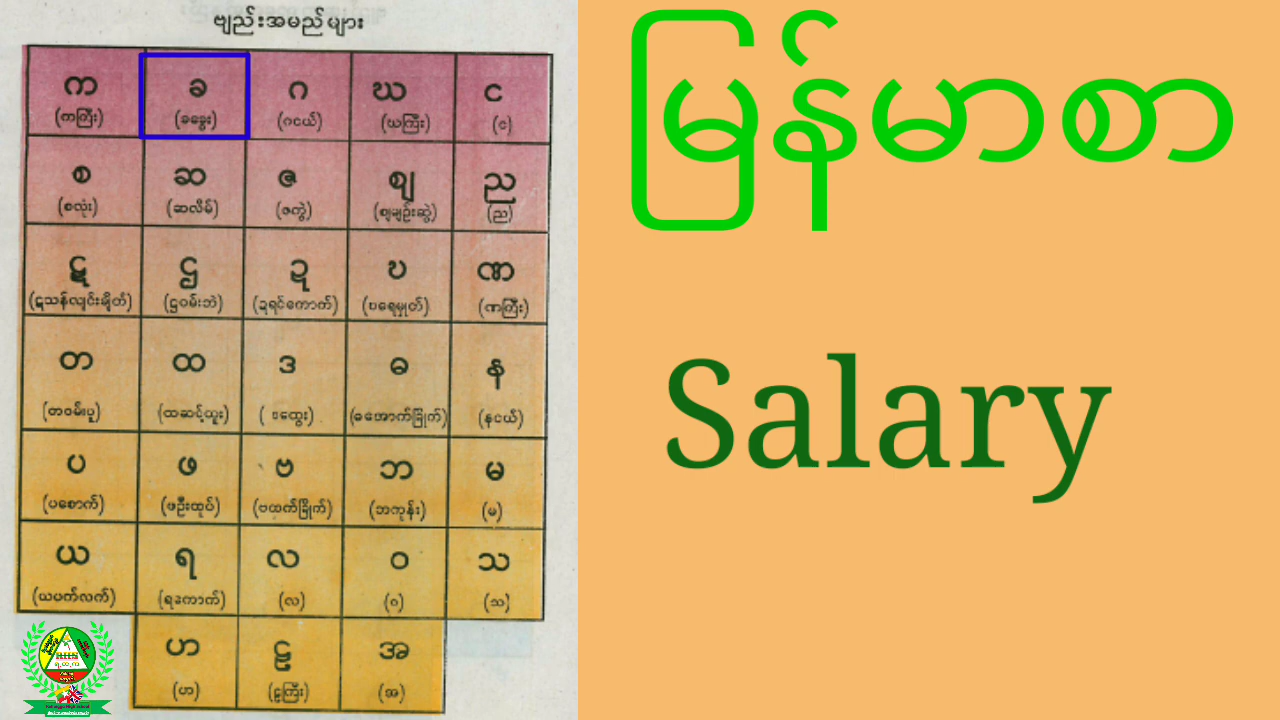 ဗျည်းအမည်များ
က ခ ဂ ဃ င
(ကကြီး) (ခခွေး) (ဂငယ်) (ဃကြီး) (င)
စ ဆ ဇ ဈ ည
(စလုံး) (ဆလိမ်) (ဇကွဲ) (ဈမျဉ်းဆွဲ) (ည)
ဋ ဌ ဍ ဎ ဏ
(ဋသန်လျင်းချိတ်) (ဌဝမ်းဘဲ) (ဍရင်ကောက်) (ဎရေမှုတ်) (ဏကြီး)
တ ထ ဒ ဓ န
(တဝမ်းပူ) (ထဆင်ထူး) (ဒထွေး) (ဓအောက်ခြိုက်) (နငယ်)
ပ ဖ ဗ ဘ မ
(ပစောက်) (ဖဦးထုပ်) (ဗထက်ခြိုက်) (ဘကုန်း) (မ)
ယ ရ လ ဝ သ
(ယပက်လက်) (ရကောက်) (လ) (ဝ) (သ)
ဟ ဠ အ
(ဟ) (ဠကြီး) (အ)
မြန်မာစာ
Salary